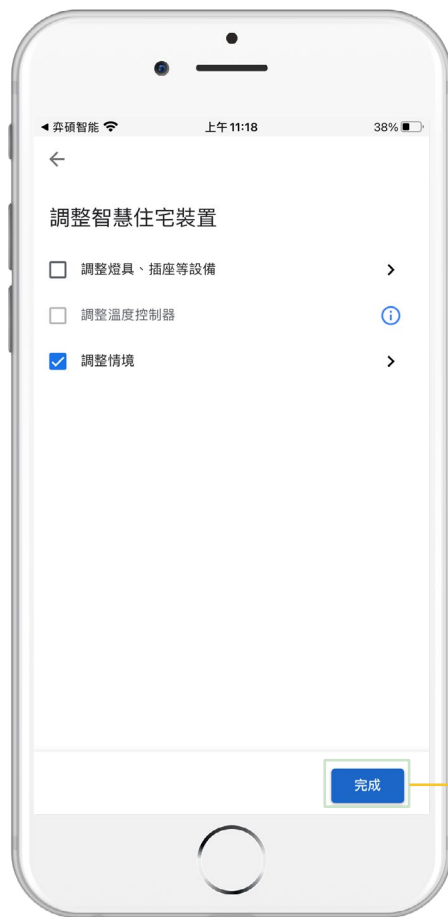 弈碩智能
上午 11:18
38%
調整智慧住宅裝置
調整燈具、插座等設備
調整溫度控制器
調整情境
完成